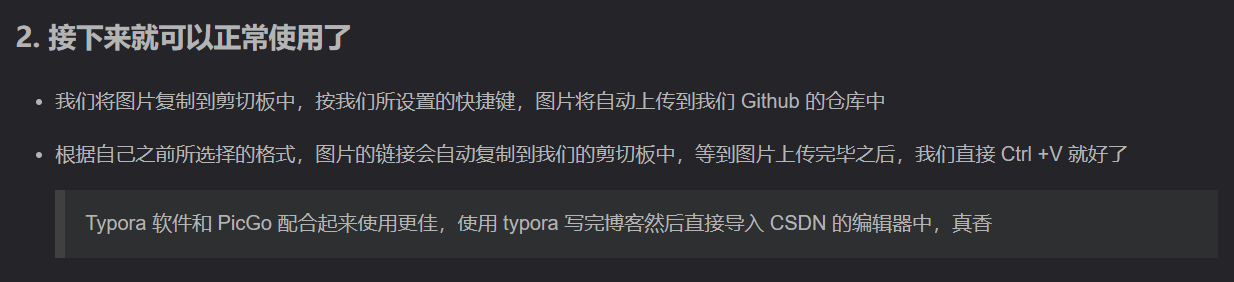 2. 接下来就可以正常使用了
• 我们将图片复制到剪切板中，按我们所设置的快捷键，图片将自动上传到我们 Github 的仓库中
• 根据自己之前所选择的格式，图片的链接会自动复制到我们的剪切板中，等到图片上传完毕之后，我们直接 Ctrl +V 就好了
Typora 软件和 PicGo 配合起来使用更佳，使用 typora 写完博客然后直接导入 CSDN 的编辑器中，真香